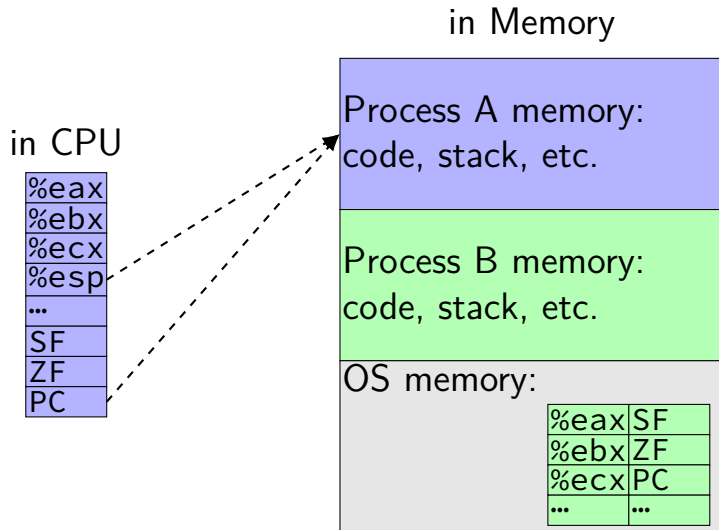 in Memory
Process A memory:
code, stack, etc.
in CPU
%eax
%ebx
%ecx
%esp
...
SF
ZF
PC
Process B memory:
code, stack, etc.
OS memory:
%eax SF
%ebx ZF
%ecx PC
... ...